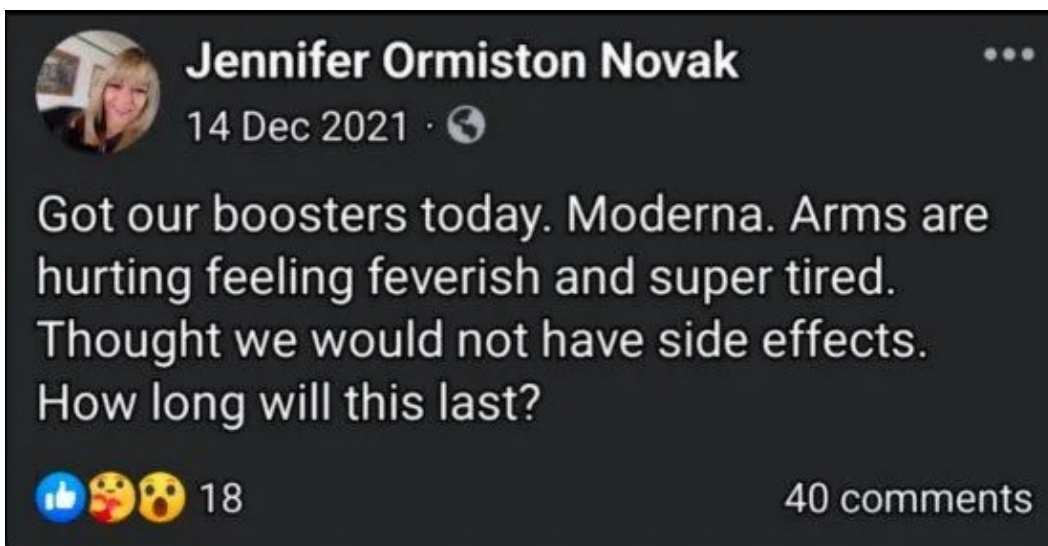 Jennifer Ormiston Novak
14 Dec 2021 ·
Got our boosters today. Moderna. Arms are
hurting feeling feverish and super tired.
Thought we would not have side effects.
How long will this last?
18 40 comments